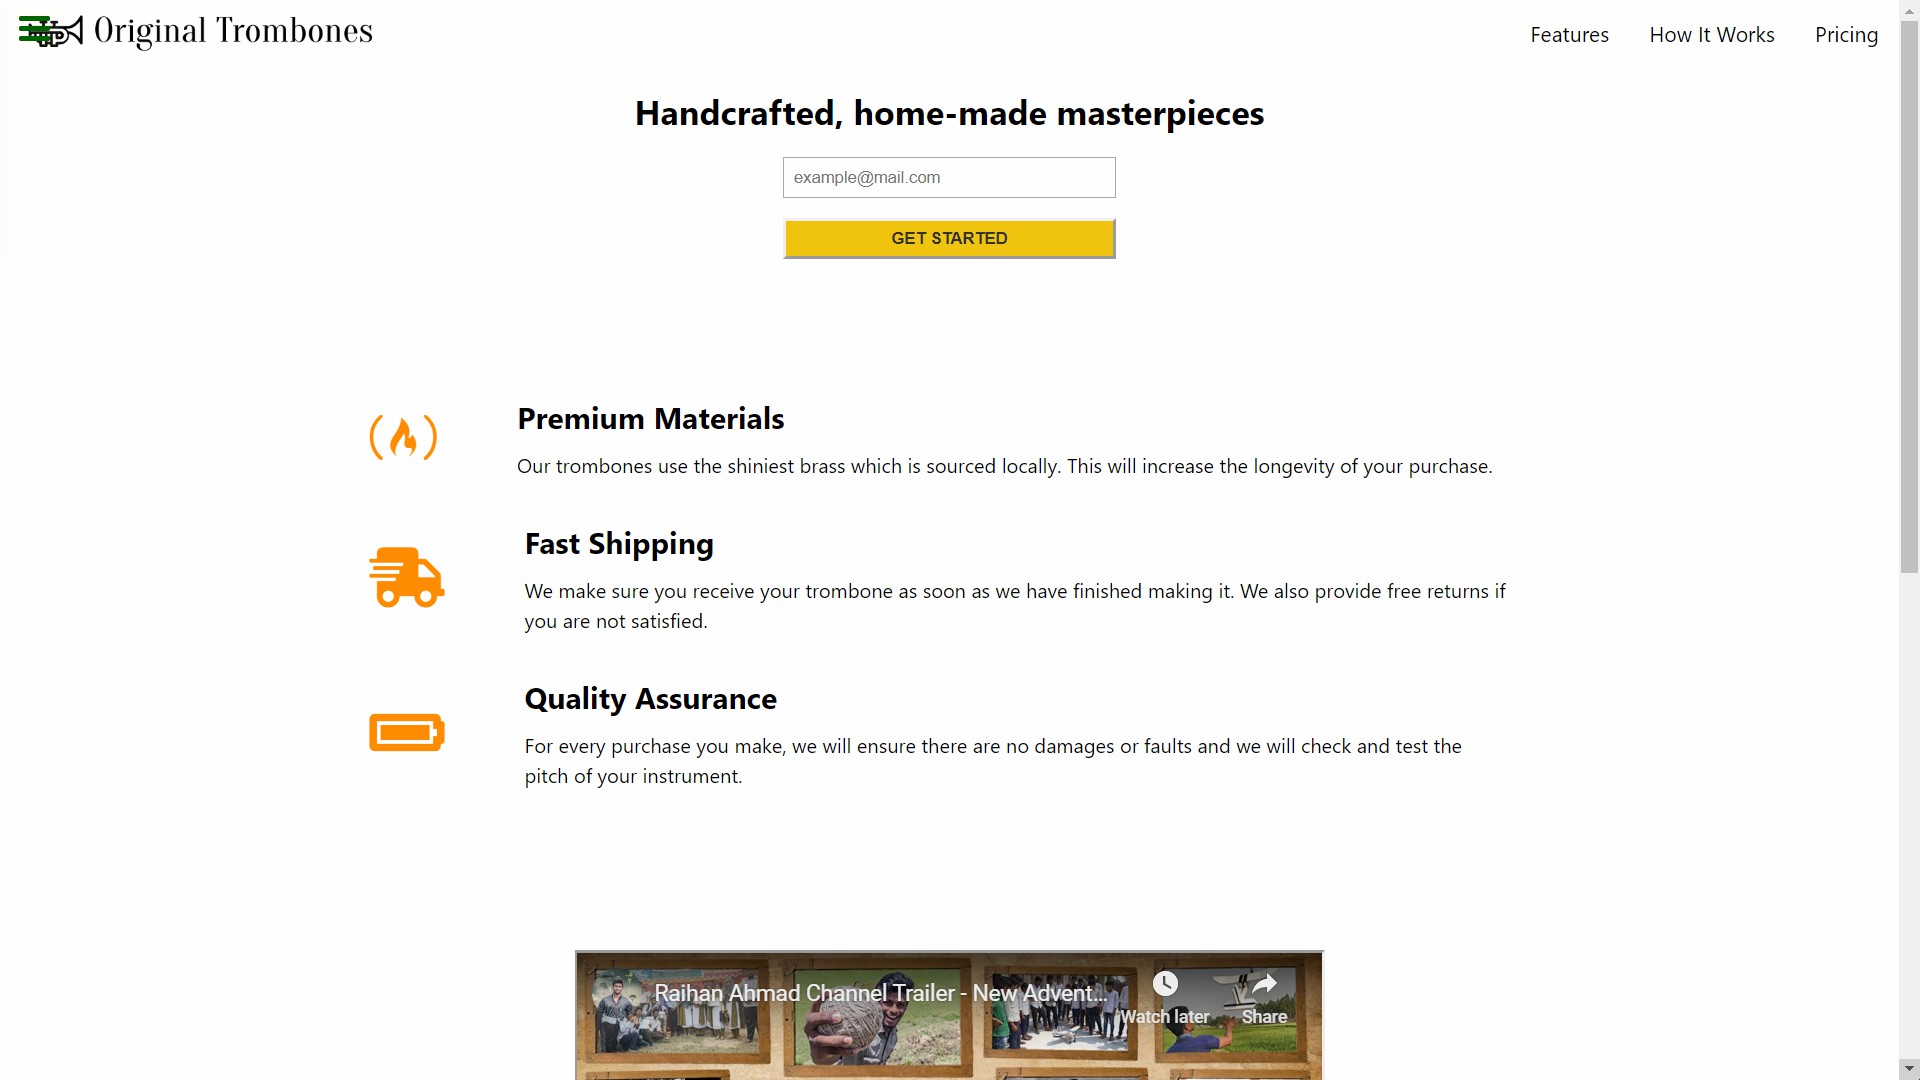 Original Trombones
Features
How It Works
Pricing
Handcrafted, home-made masterpieces
example@mail.com
GET STARTED
Premium Materials
Our trombones use the shiniest brass which is sourced locally. This will increase the longevity of your purchase.
Fast Shipping
We make sure you receive your trombone as soon as we have finished making it. We also provide free returns if
you are not satisfied.
Quality Assurance
For every purchase you make, we will ensure there are no damages or faults and we will check and test the
pitch of your instrument.
Raihan Ahmad Channel Trailer - New Advent...
Watch later
Share